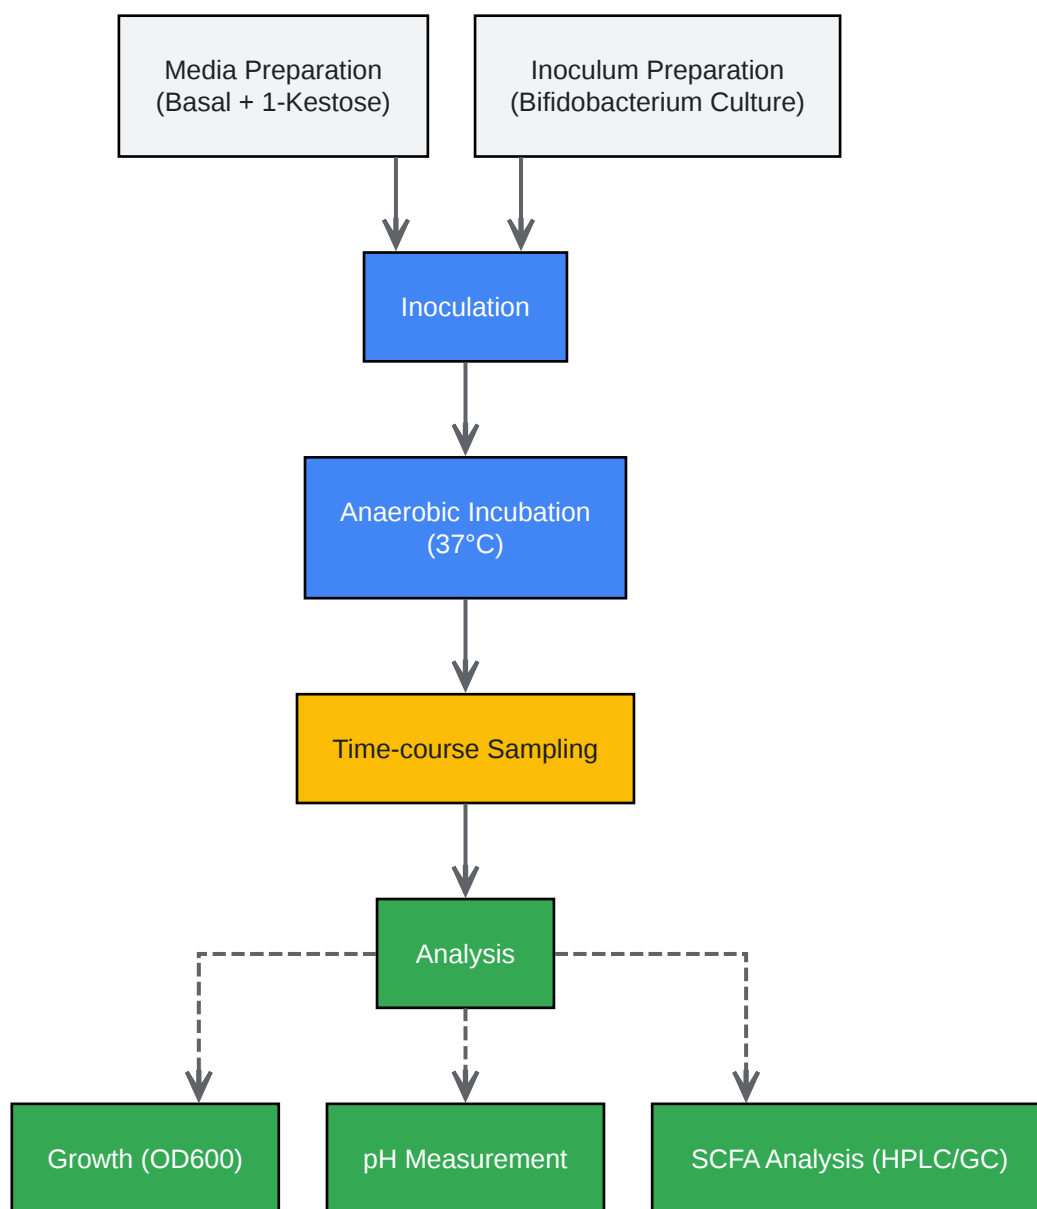 Media Preparation
(Basal + 1-Kestose)
Inoculum Preparation
(Bifidobacterium Culture)
Inoculation
Anaerobic Incubation
(37°C)
Time-course Sampling
Analysis
Growth (OD600)
pH Measurement
SCFA Analysis (HPLC/GC)